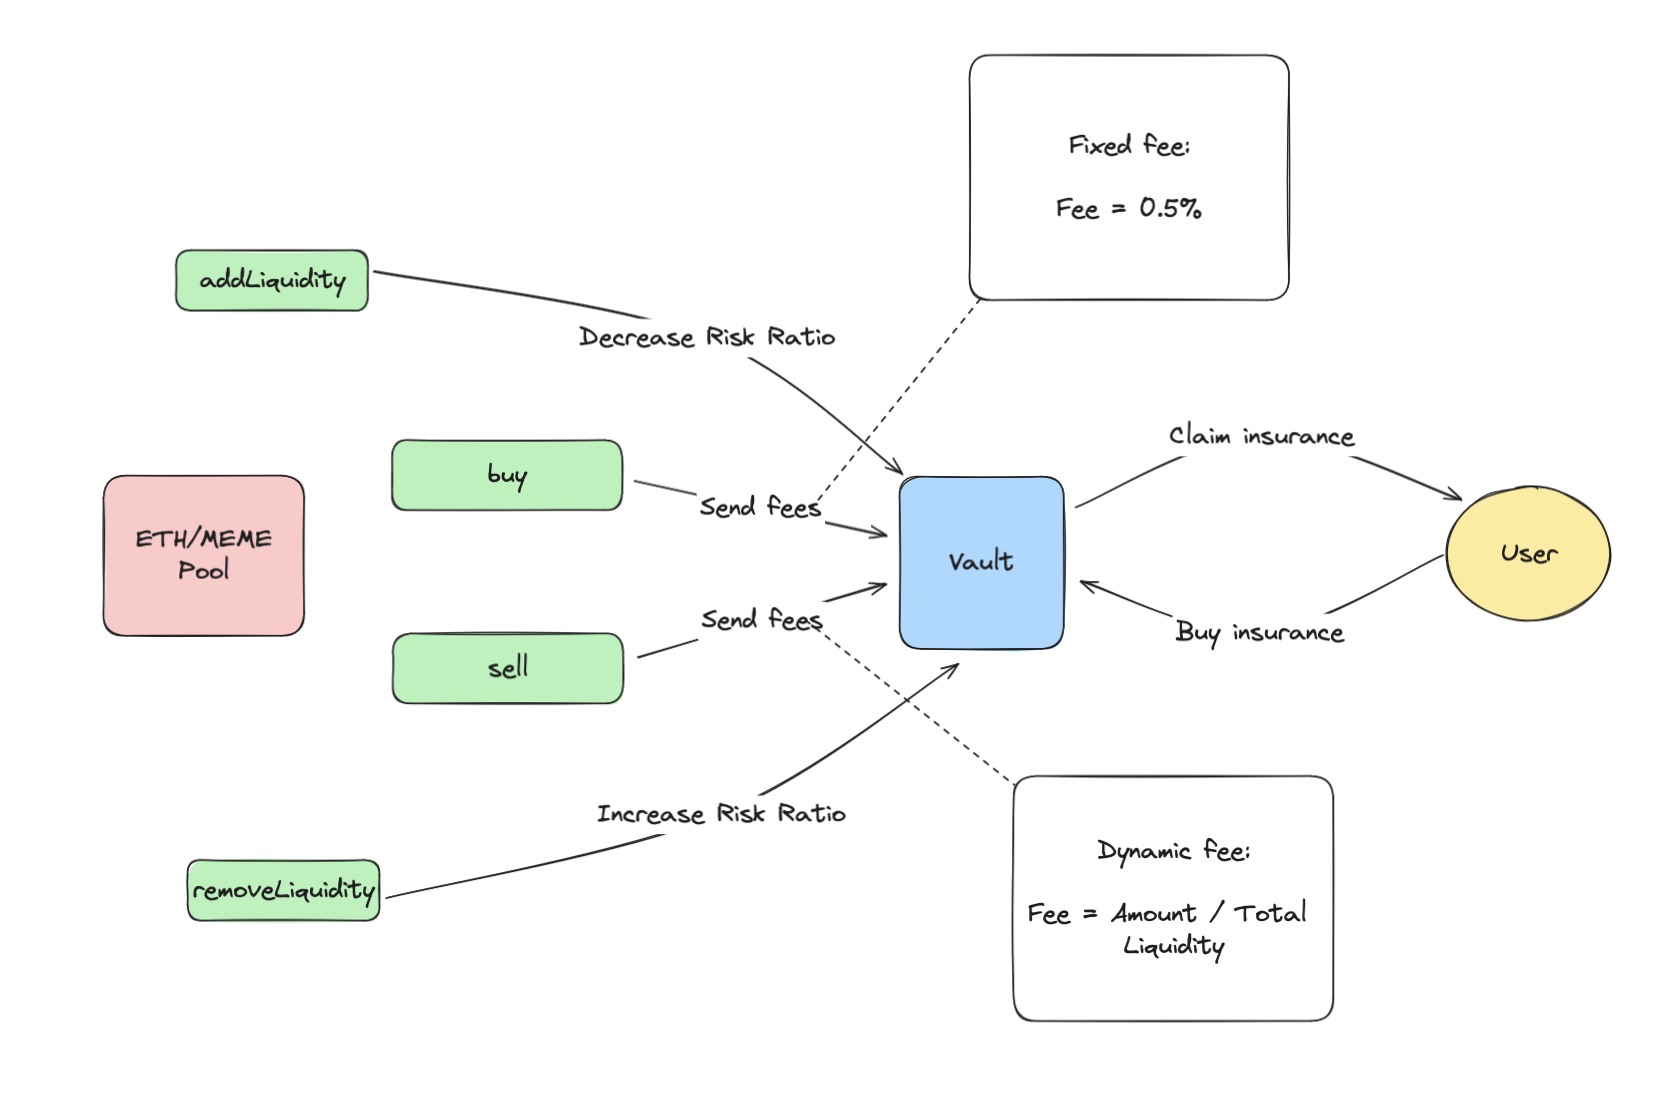 Fixed fee:
Fee = 0.5%
addLiquidity
Decrease Risk Ratio
buy
Send fees
Claim insurance
ETH/MEME
Pool
Vault
User
Send fees
Buy insurance
sell
Increase Risk Ratio
removeLiquidity
Dynamic fee:
Fee = Amount / Total
Liquidity